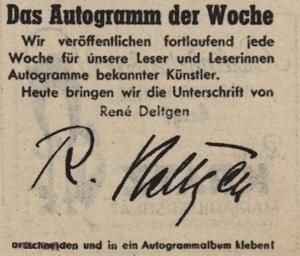 Das Autogramm der Woche
Wir veröffentlichen fortlaufend jede
Woche für unsere Leser und Leserinnen
Autogramme bekannter Künstler.
Heute bringen wir die Unterschrift von
René Deltgen
R. Deltgen
ausschneiden und in ein Autogrammalbum kleben!